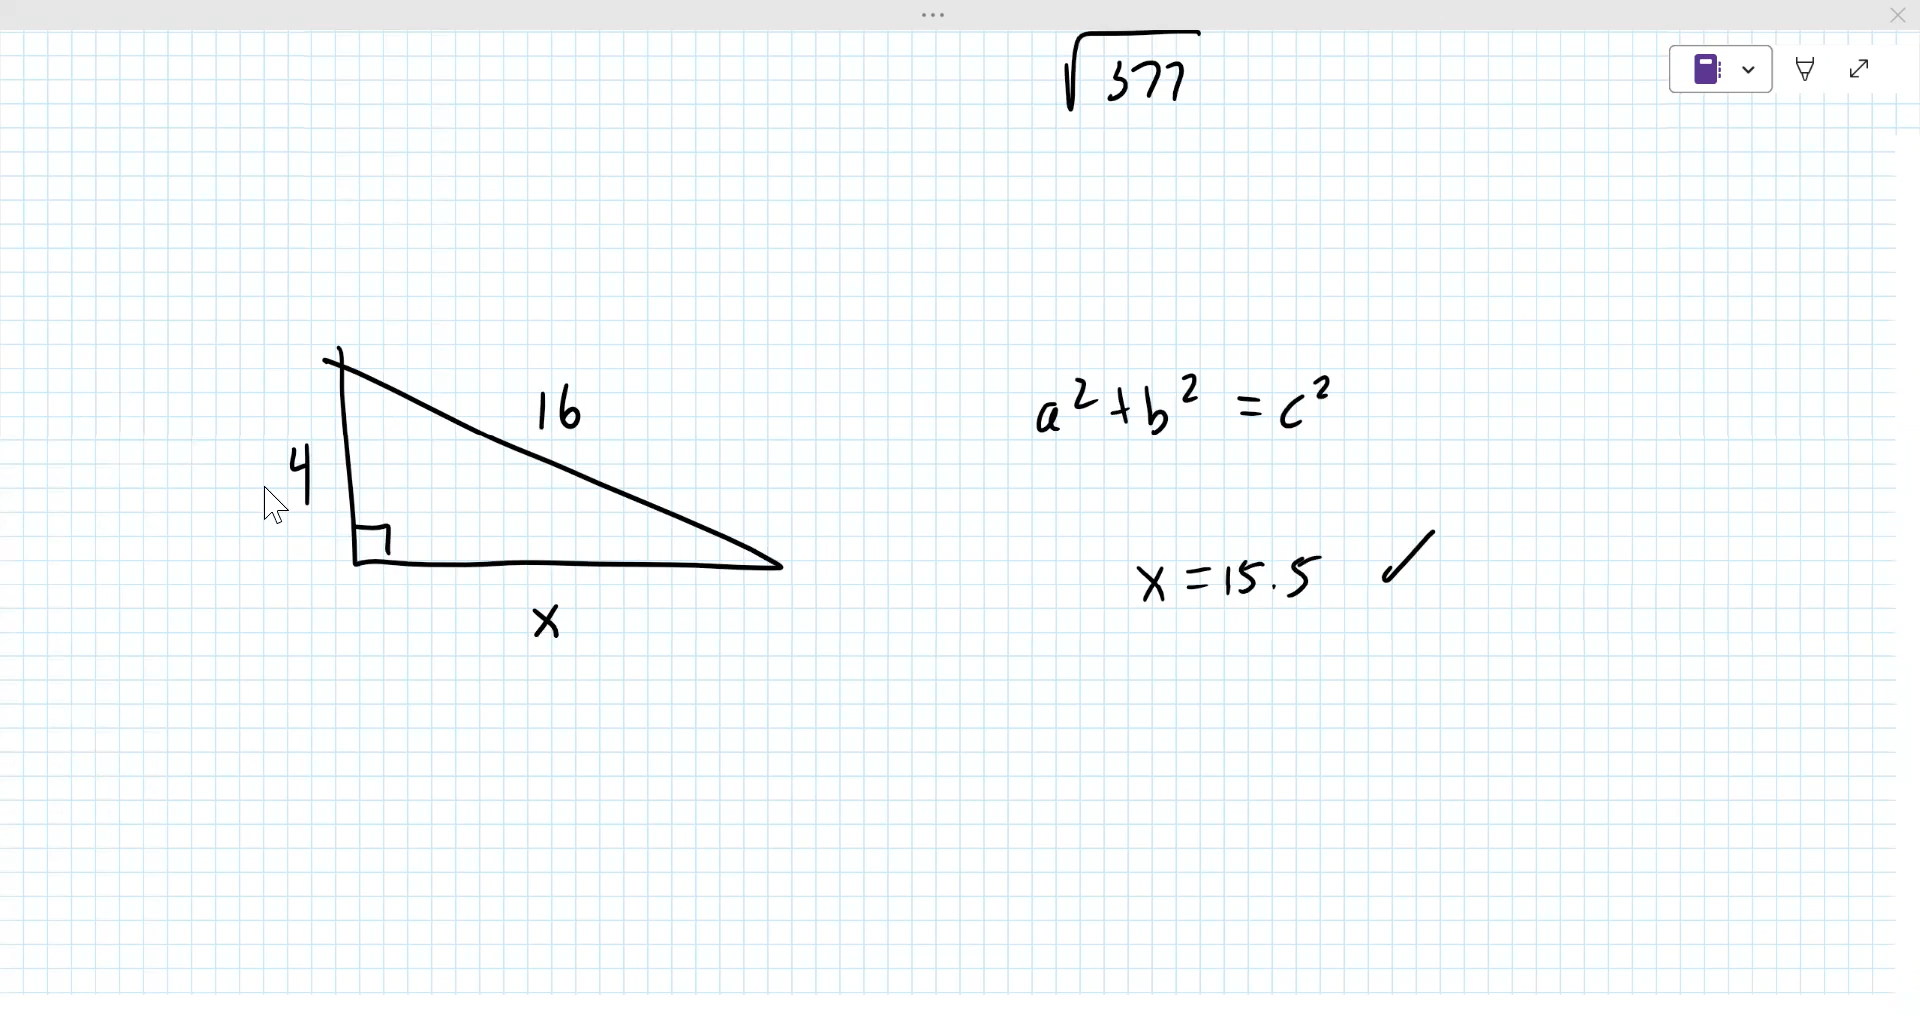 √377
16
a² + b² = c²
4
x = 15.5 ✓
x